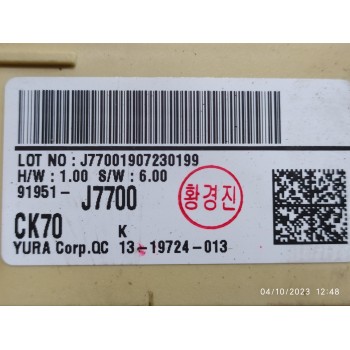 LOT NO : J77001907230199
H/W : 1.00 S/W : 6.00
91951- J7700
황경진
CK70 K
YURA Corp.QC 13-19724-013
04/10/2023 12:48